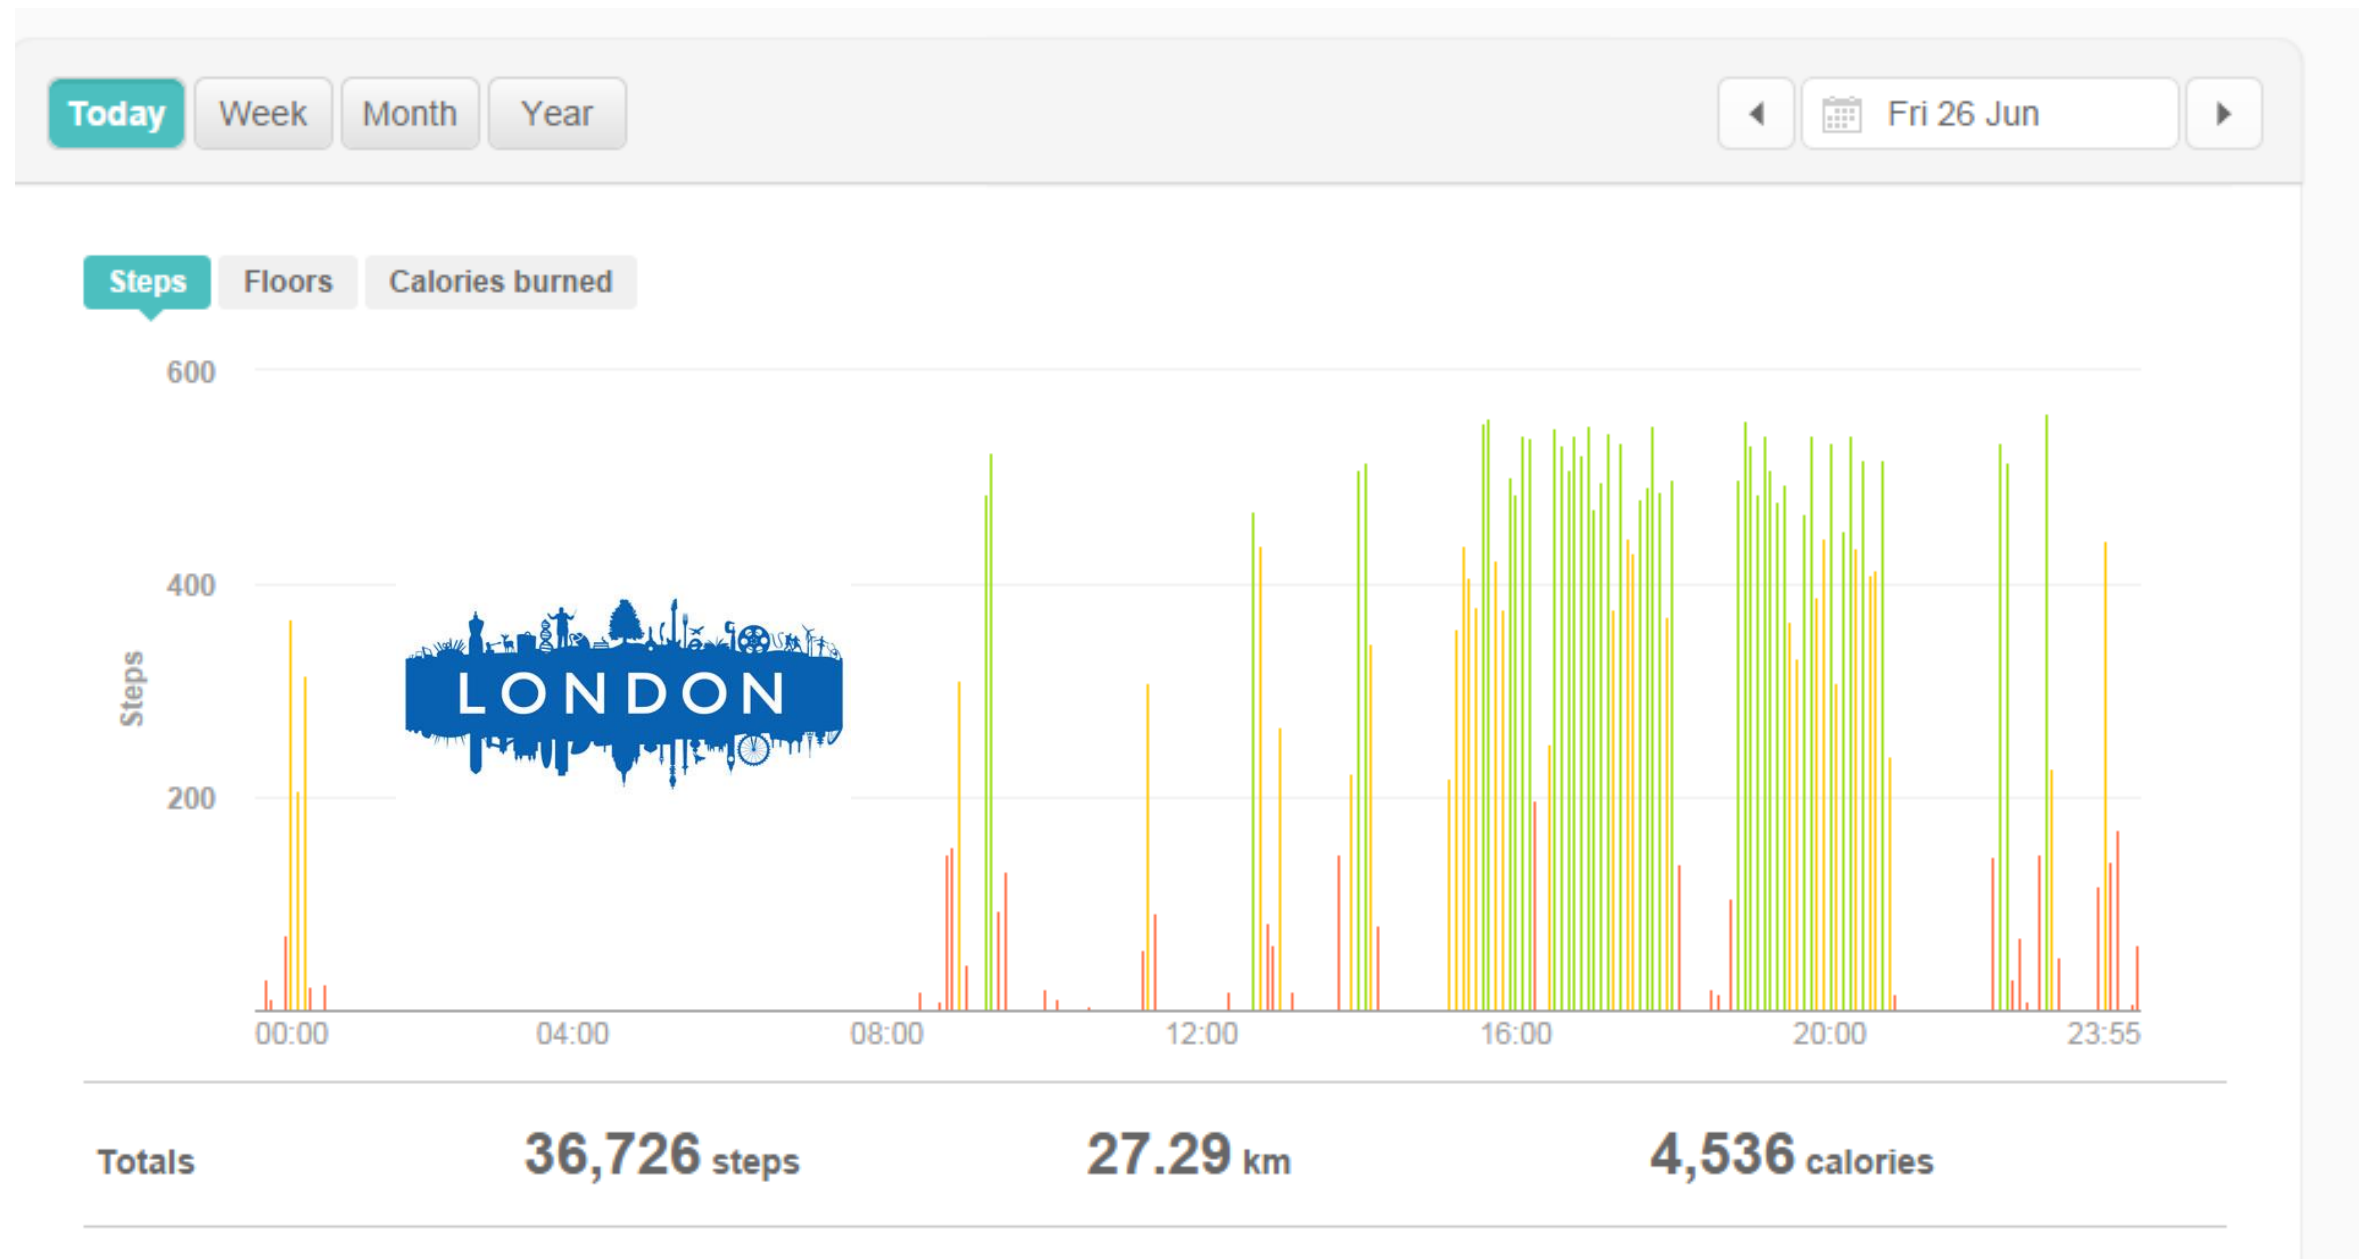 Today Week Month Year Fri 26 Jun
Steps Floors Calories burned
600
400
200
Steps
LONDON
00:00 04:00 08:00 12:00 16:00 20:00 23:55
Totals 36,726 steps 27.29 km 4,536 calories